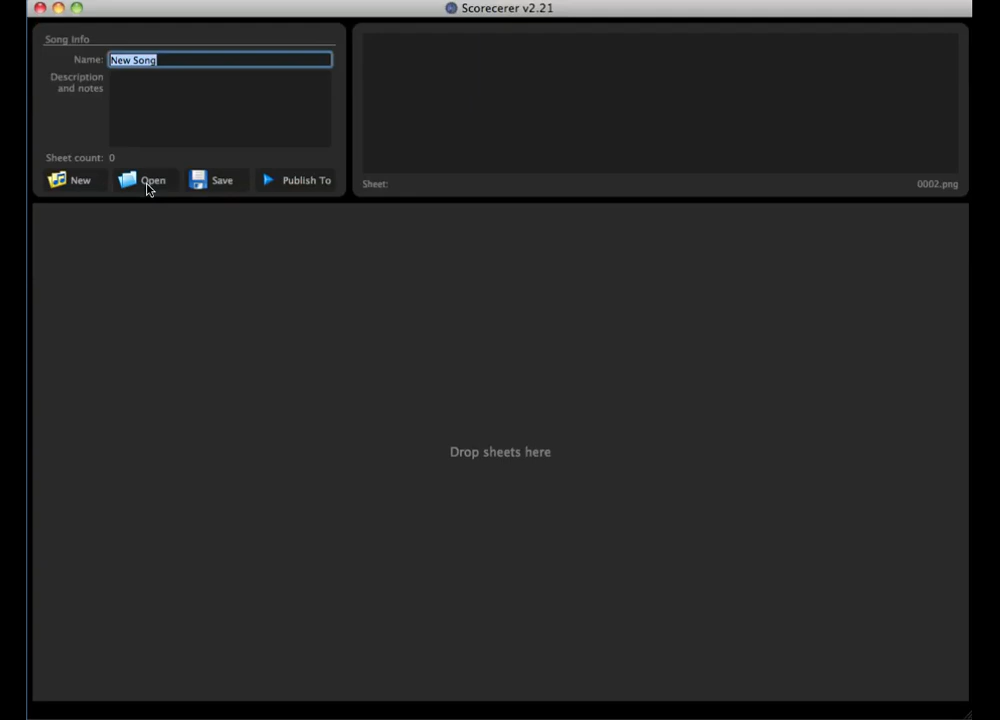 Scorecerer v2.21
Song Info
Name: New Song
Description
and notes
Sheet count: 0
New Open Save Publish To
Sheet: 0002.png
Drop sheets here